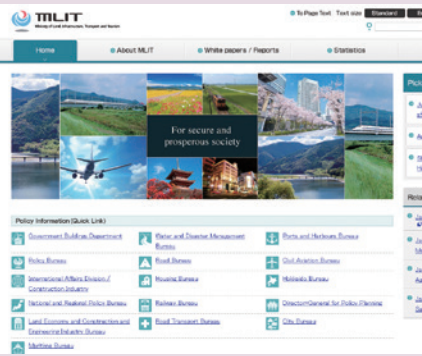 MLIT
Ministry of Land, Infrastructure, Transport and Tourism
To Page Text Text size Standard
Home
About MLIT
White papers / Reports
Statistics
For secure and
prosperous society
Policy Information (Quick Link)
Government Buildings Department
Water and Disaster Management
Bureau
Ports and Harbours Bureau
Policy Bureau
Road Bureau
Civil Aviation Bureau
International Affairs Division /
Construction Industry
Housing Bureau
Hokkaido Bureau
National and Regional Policy Bureau
Railway Bureau
Director-General for Policy Planning
Land Economy and Construction and
Engineering Industry Bureau
Road Transport Bureau
City Bureau
Maritime Bureau